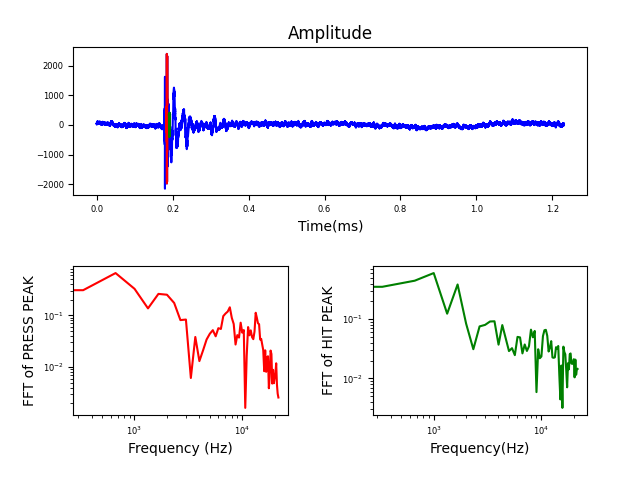 Amplitude
2000
1000
0
−1000
−2000
0.0 0.2 0.4 0.6 0.8 1.0 1.2
Time(ms)
FFT of PRESS PEAK
10⁻¹
10⁻²
10³ 10⁴
Frequency (Hz)
FFT of HIT PEAK
10⁻¹
10⁻²
10³ 10⁴
Frequency(Hz)